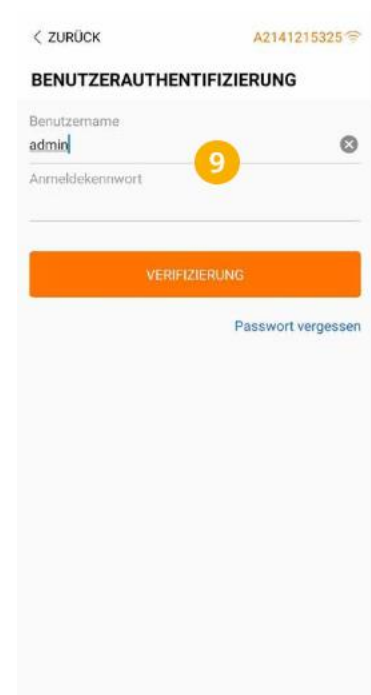 < ZURÜCK A2141215325
BENUTZERAUTHENTIFIZIERUNG
Benutzername
admin
9
Anmeldekennwort
VERIFIZIERUNG
Passwort vergessen